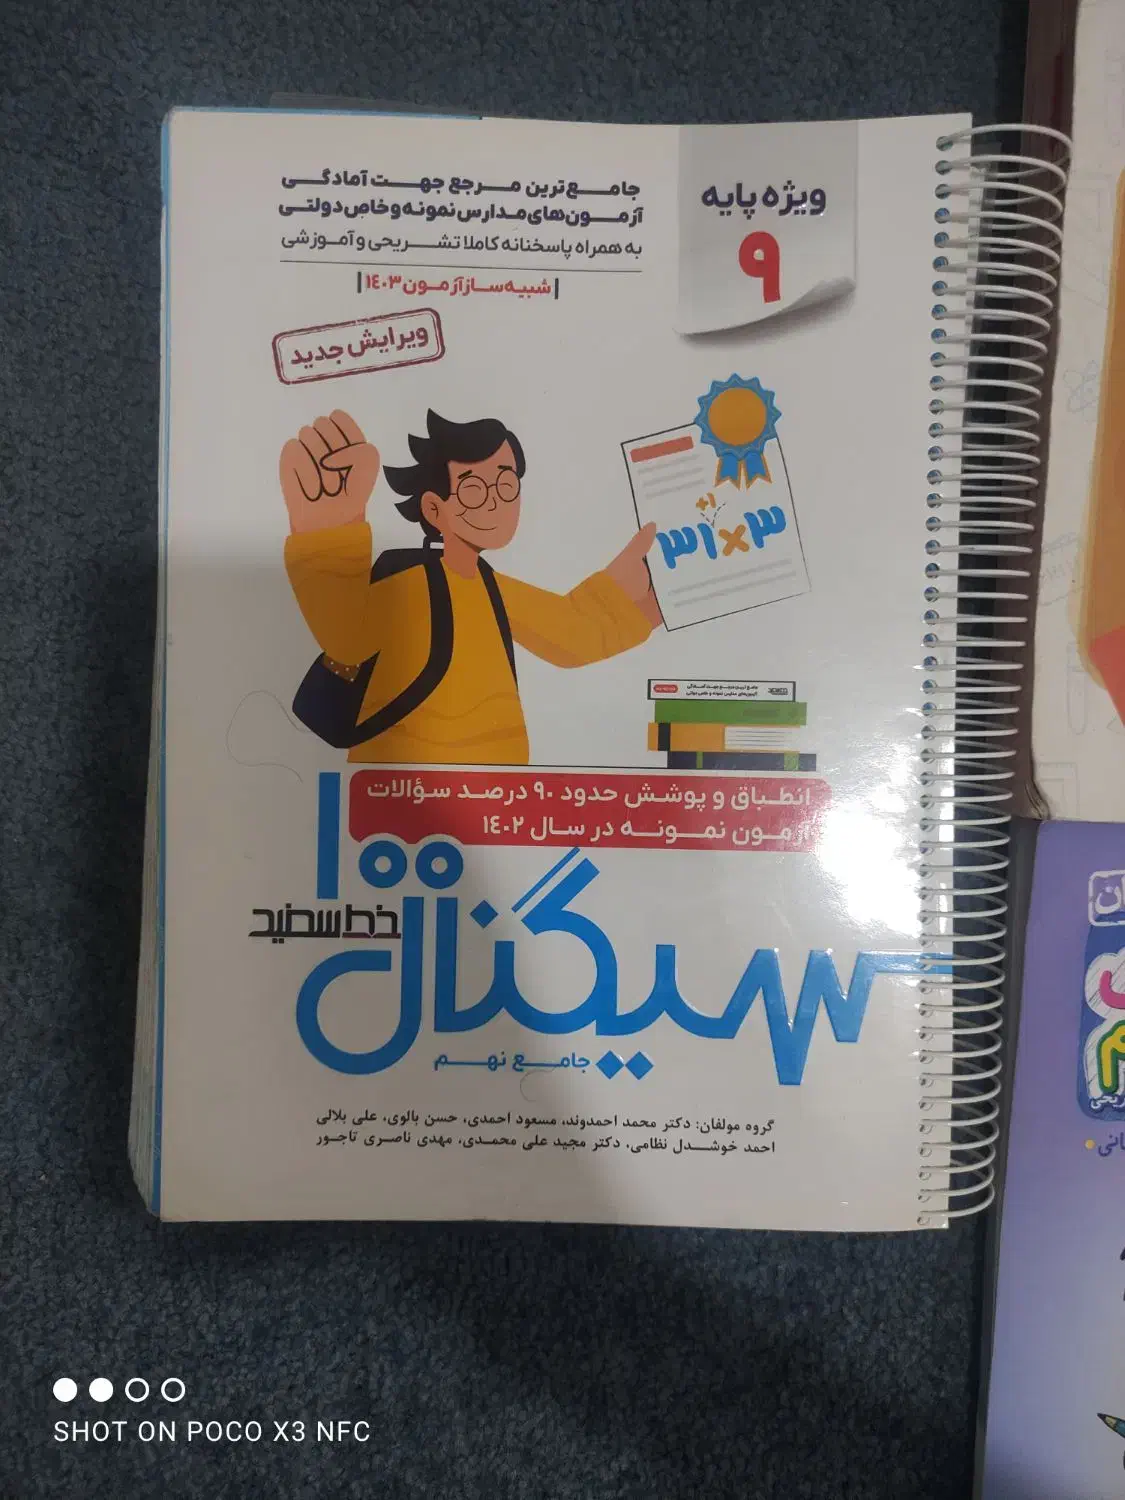 ویژه پایه
۹
جامع‌ترین مرجع جهت آمادگی
آزمون‌های مدارس نمونه و خاص دولتی
به همراه پاسخنامه کاملا تشریحی و آموزشی
شبیه‌ساز آزمون ۱۴۰۳
ویرایش جدید
۳۱×۳
+۱
انطباق و پوشش حدود ۹۰ درصد سؤالات
آزمون نمونه در سال ۱۴۰۲
۱۰۰
خط سفید
سیگنال
جامع نهم
گروه مولفان: دکتر محمد احمدوند، مسعود احمدی، حسن بالوی، علی بلالی
احمد خوشدل نظامی، دکتر مجید علی محمدی، مهدی ناصری تاجور
SHOT ON POCO X3 NFC